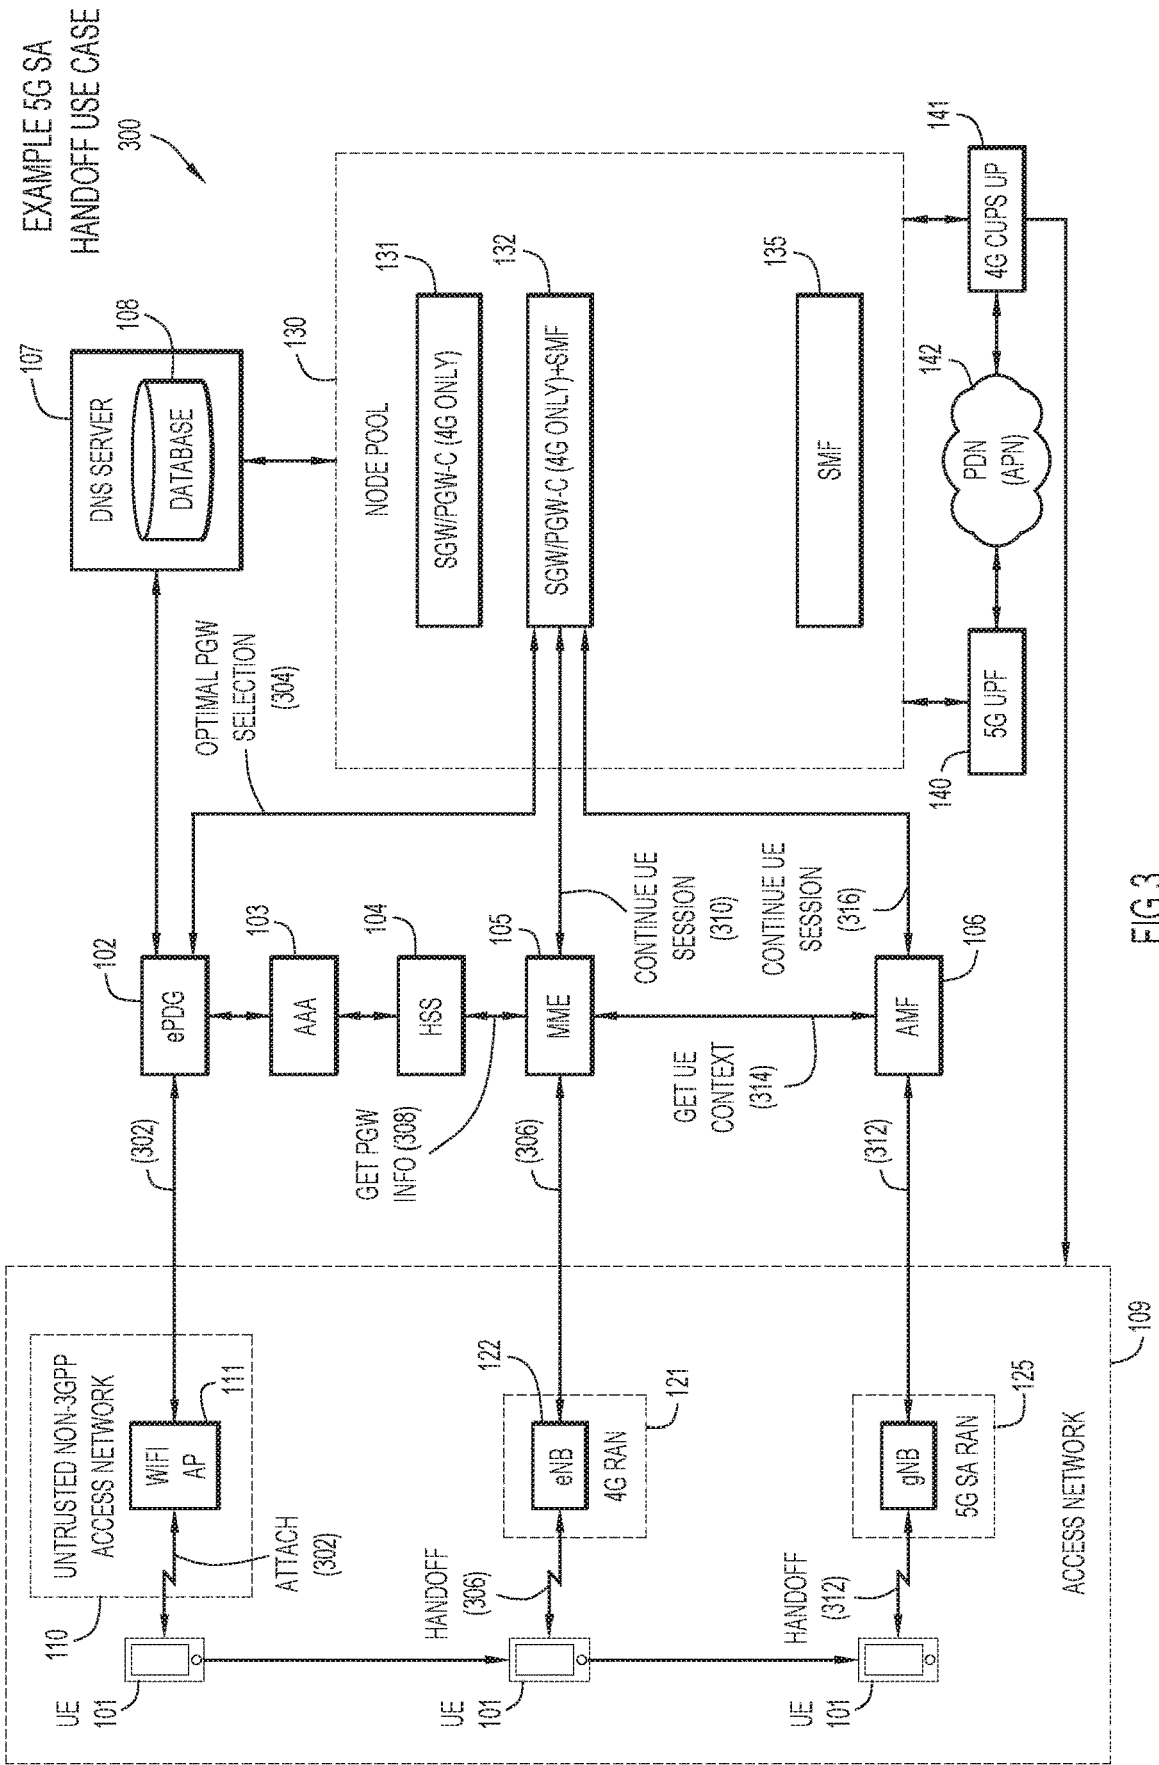 EXAMPLE 5G SA
HANDOFF USE CASE
300
107
DNS SERVER
108
DATABASE
130
NODE POOL
131
SGW/PGW-C (4G ONLY)
132
SGW/PGW-C (4G ONLY)+SMF
135
SMF
141
4G CUPS UP
142
PDN
(APN)
140
5G UPF
OPTIMAL PGW
SELECTION
(304)
102
ePDG
103
AAA
104
HSS
105
MME
106
AMF
CONTINUE UE
SESSION
(310)
CONTINUE UE
SESSION
(316)
(302)
GET PGW
INFO (308)
(306)
GET UE
CONTEXT
(314)
(312)
UNTRUSTED NON-3GPP
ACCESS NETWORK
111
WIFI
AP
110
ATTACH
(302)
UE
101
122
eNB
4G RAN
121
HANDOFF
(306)
UE
101
gNB
5G SA RAN
125
HANDOFF
(312)
UE
101
ACCESS NETWORK
109
FIG.3